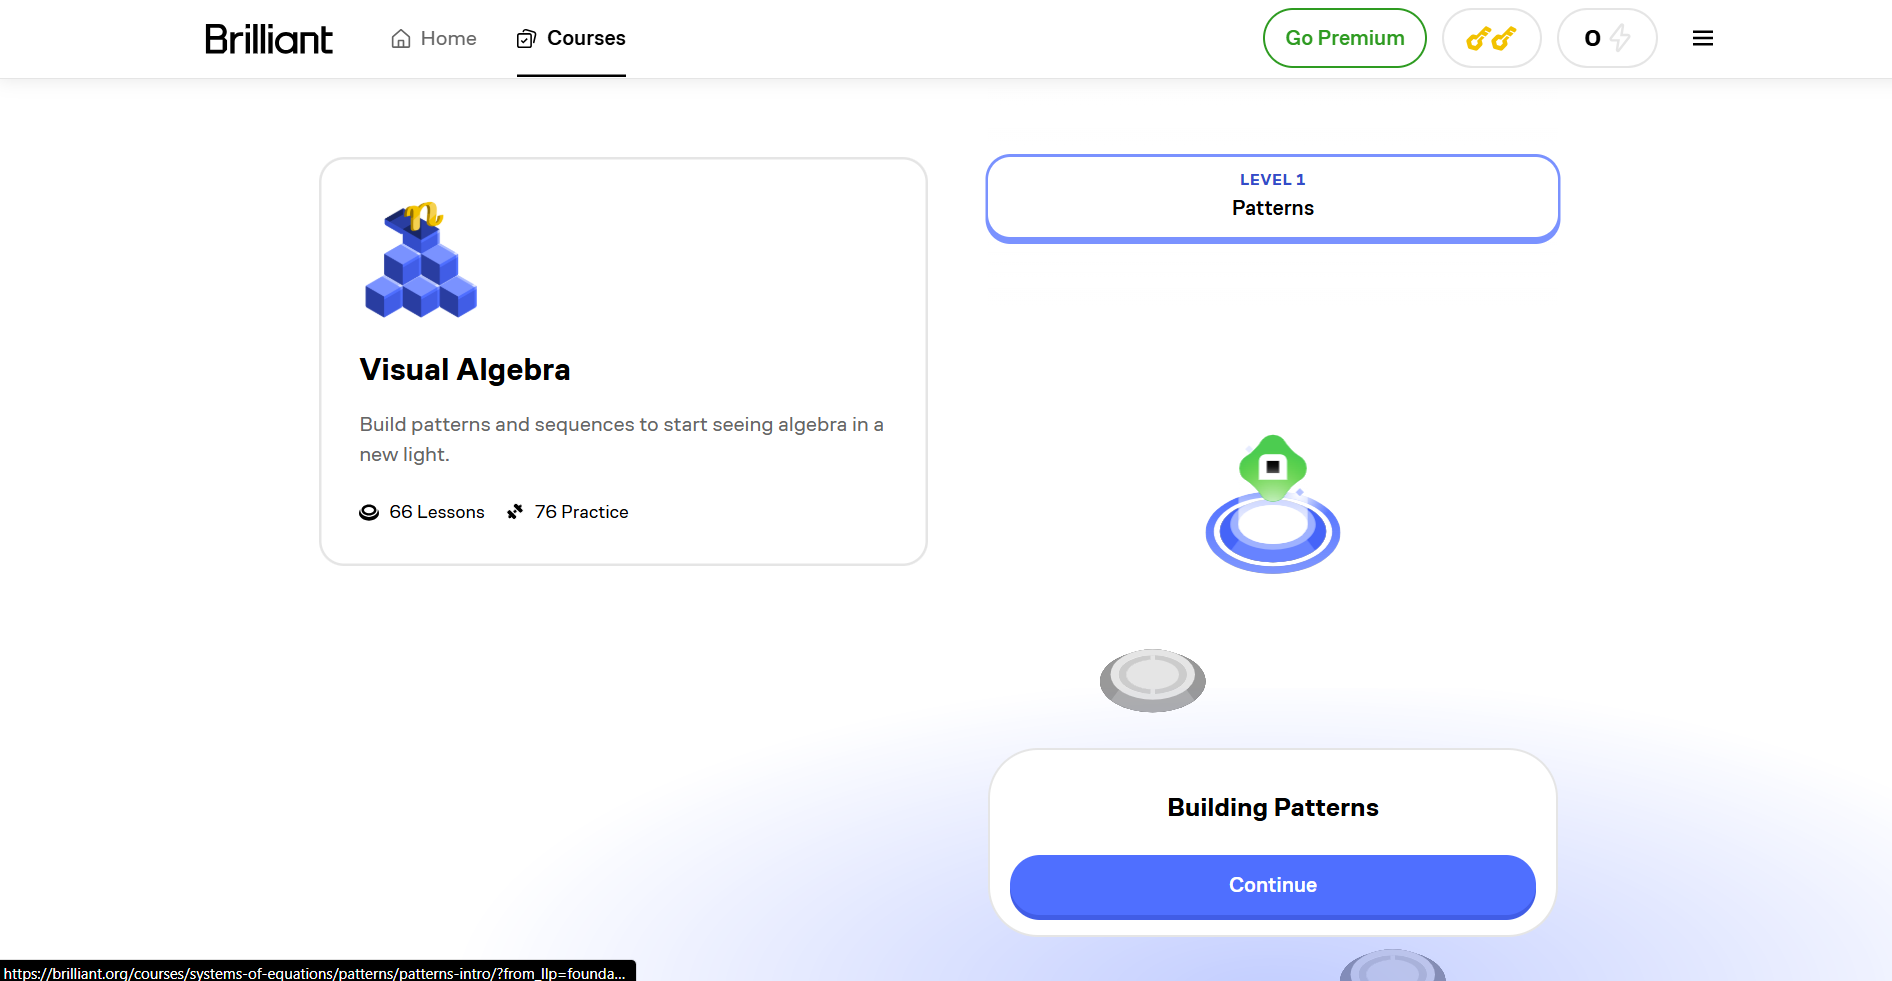 Brilliant
Home
Courses
Go Premium
0
LEVEL 1
Patterns
n
Visual Algebra
Build patterns and sequences to start seeing algebra in a
new light.
66 Lessons
76 Practice
Building Patterns
Continue
https://brilliant.org/courses/systems-of-equations/patterns/patterns-intro/?from_llp=founda...